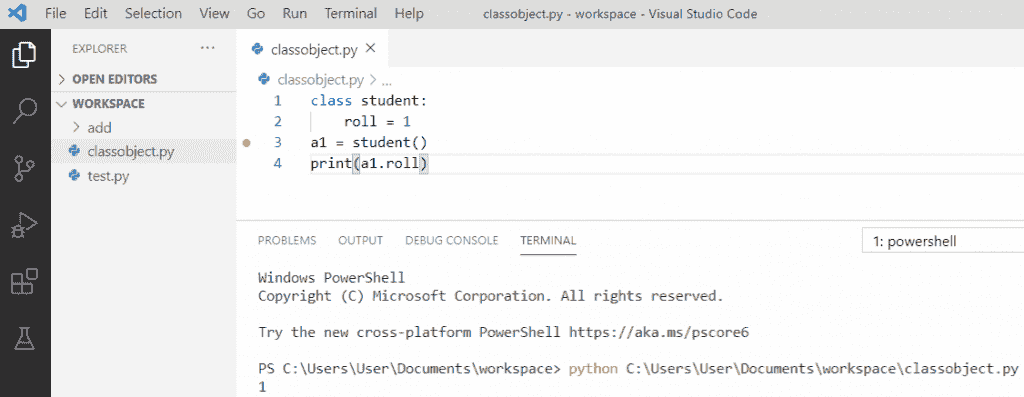 File Edit Selection View Go Run Terminal Help classobject.py - workspace - Visual Studio Code
EXPLORER ...
OPEN EDITORS
WORKSPACE
add
classobject.py
test.py
classobject.py
classobject.py > ...
1 class student:
2     roll = 1
3 a1 = student()
4 print(a1.roll)
PROBLEMS OUTPUT DEBUG CONSOLE TERMINAL 1: powershell
Windows PowerShell
Copyright (C) Microsoft Corporation. All rights reserved.
Try the new cross-platform PowerShell https://aka.ms/pscore6
PS C:\Users\User\Documents\workspace> python C:\Users\User\Documents\workspace\classobject.py
1